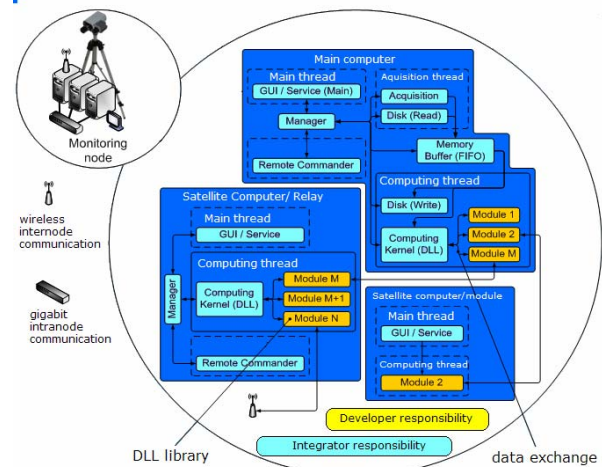 Main computer
Main thread
GUI / Service (Main)
Manager
Remote Commander
Aquisition thread
Acquisition
Disk (Read)
Memory
Buffer (FIFO)
Computing thread
Disk (Write)
Computing
Kernel (DLL)
Module 1
Module 2
Module M
Monitoring
node
wireless
internode
communication
gigabit
intranode
communication
Satellite Computer/ Relay
Main thread
GUI / Service
Manager
Computing thread
Computing
Kernel (DLL)
Module M
Module M+1
Module N
Remote Commander
Satellite computer/module
Main thread
GUI / Service
Computing thread
Module 2
Developer responsibility
Integrator responsibility
DLL library
data exchange